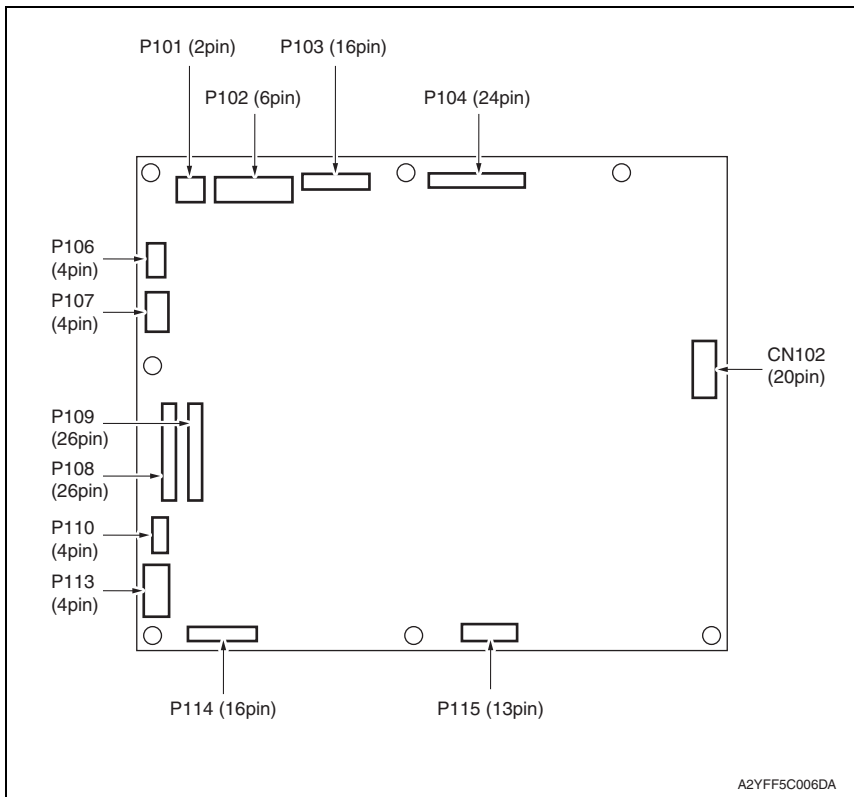 P101 (2pin)
P103 (16pin)
P102 (6pin)
P104 (24pin)
P106
(4pin)
P107
(4pin)
CN102
(20pin)
P109
(26pin)
P108
(26pin)
P110
(4pin)
P113
(4pin)
P114 (16pin)
P115 (13pin)
A2YFF5C006DA